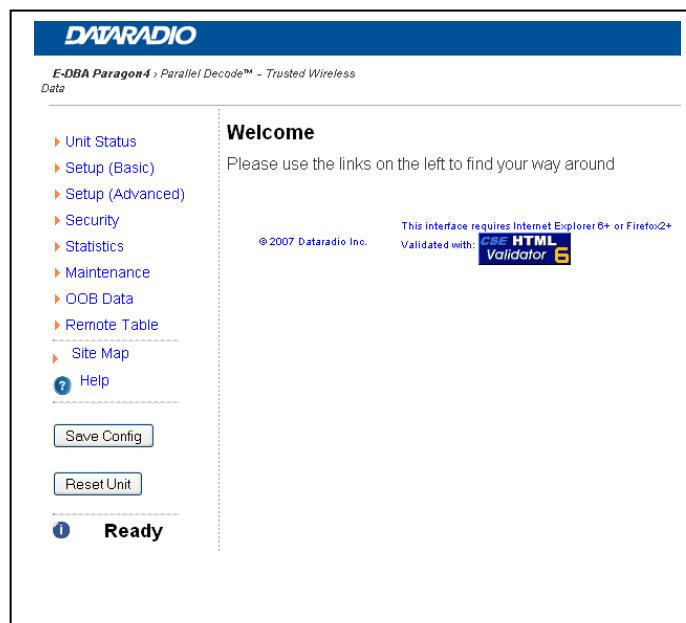 DATARADIO
E-DBA Paragon4 › Parallel Decode™ – Trusted Wireless
Data
Unit Status
Setup (Basic)
Setup (Advanced)
Security
Statistics
Maintenance
OOB Data
Remote Table
Site Map
? Help
Save Config
Reset Unit
i Ready
Welcome
Please use the links on the left to find your way around
© 2007 Dataradio Inc.
This interface requires Internet Explorer 6+ or Firefox2+
Validated with:
CSE HTML
Validator 6